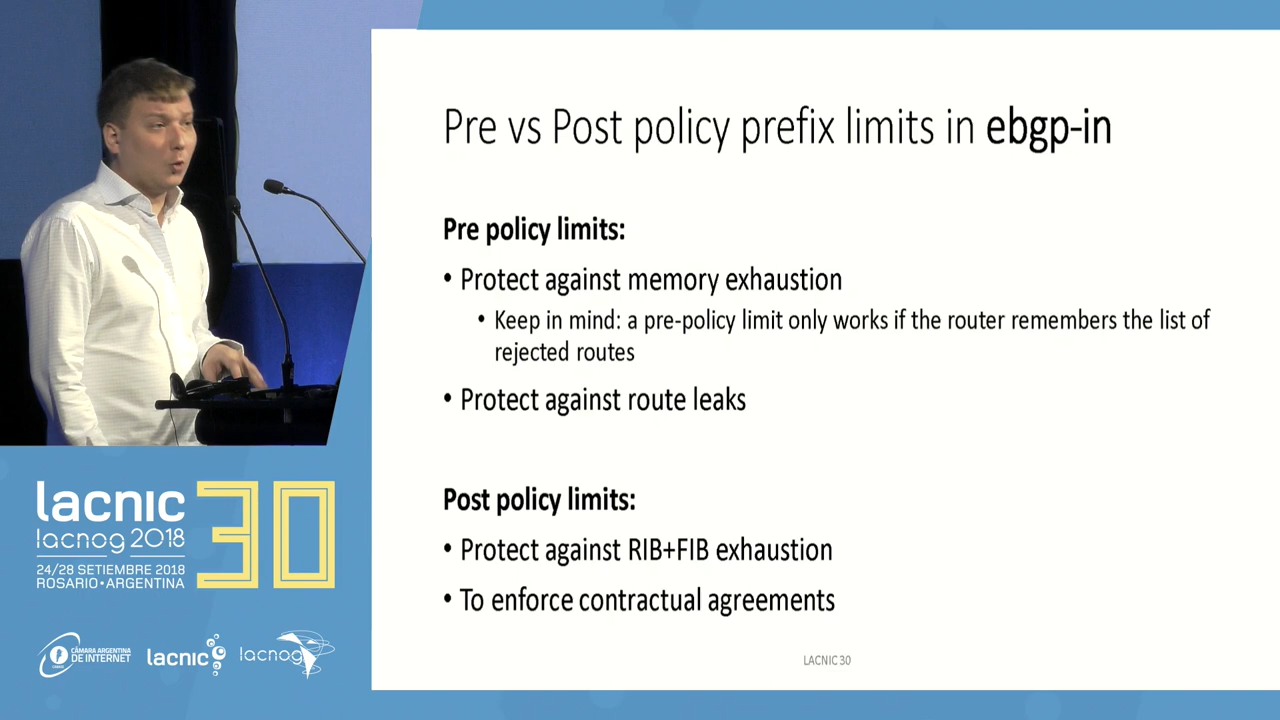 Pre vs Post policy prefix limits in ebgp-in
Pre policy limits:
• Protect against memory exhaustion
• Keep in mind: a pre-policy limit only works if the router remembers the list of
rejected routes
• Protect against route leaks
Post policy limits:
• Protect against RIB+FIB exhaustion
• To enforce contractual agreements
LACNIC 30
lacnic 30
lacnog 2018
24/28 SETIEMBRE 2018
ROSARIO•ARGENTINA
CÁMARA ARGENTINA
DE INTERNET
lacnic
lacnog